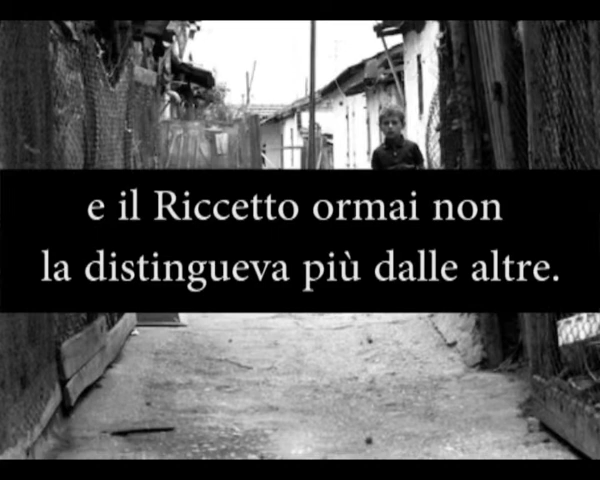 e il Riccetto ormai non
la distingueva più dalle altre.